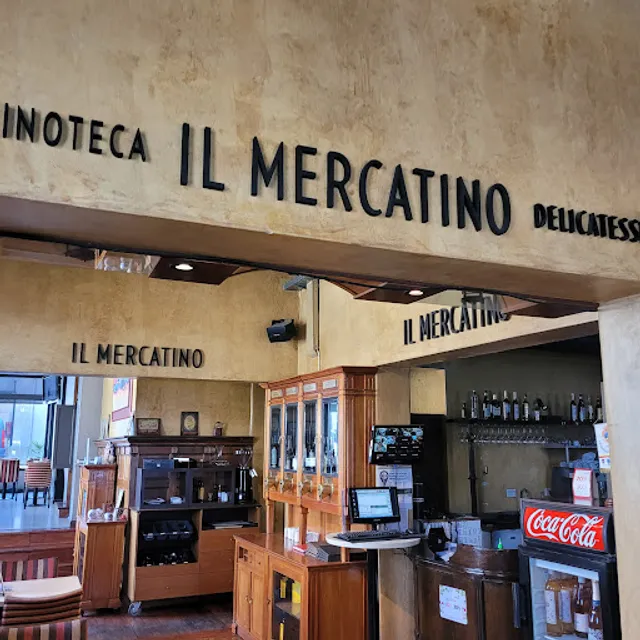 INOTECA IL MERCATINO DELICATESS
IL MERCATINO
IL MERCATINO
Coca-Cola